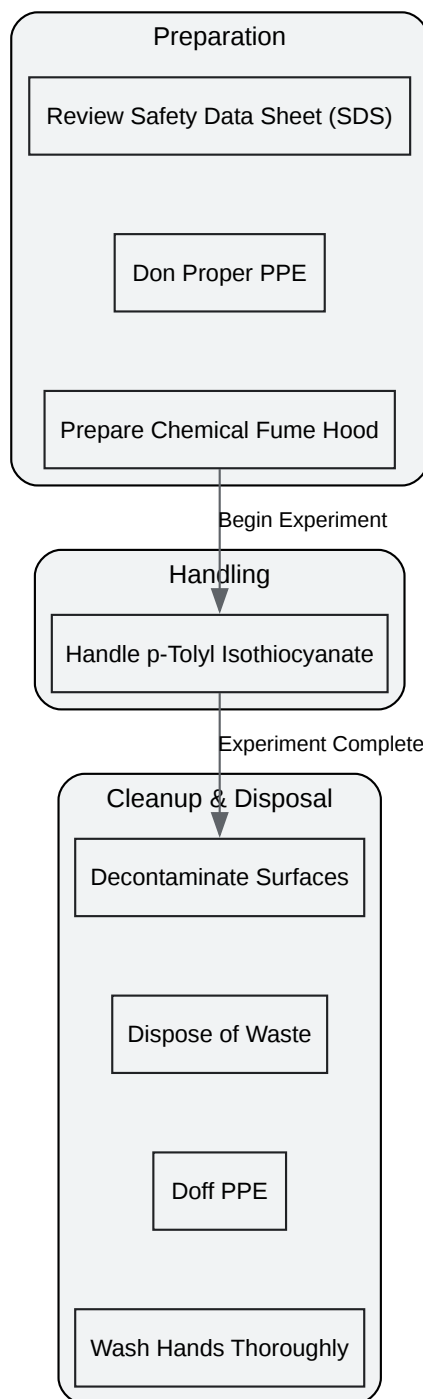 Preparation
Review Safety Data Sheet (SDS)
Don Proper PPE
Prepare Chemical Fume Hood
Begin Experiment
Handling
Handle p-Tolyl Isothiocyanate
Experiment Complete
Cleanup & Disposal
Decontaminate Surfaces
Dispose of Waste
Doff PPE
Wash Hands Thoroughly